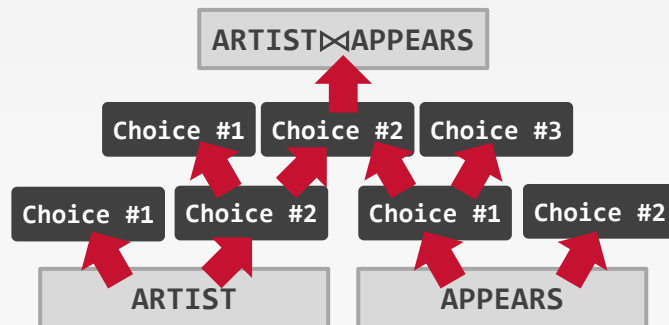 ARTIST⋈APPEARS
Choice #1 Choice #2 Choice #3
Choice #1 Choice #2 Choice #1 Choice #2
ARTIST APPEARS